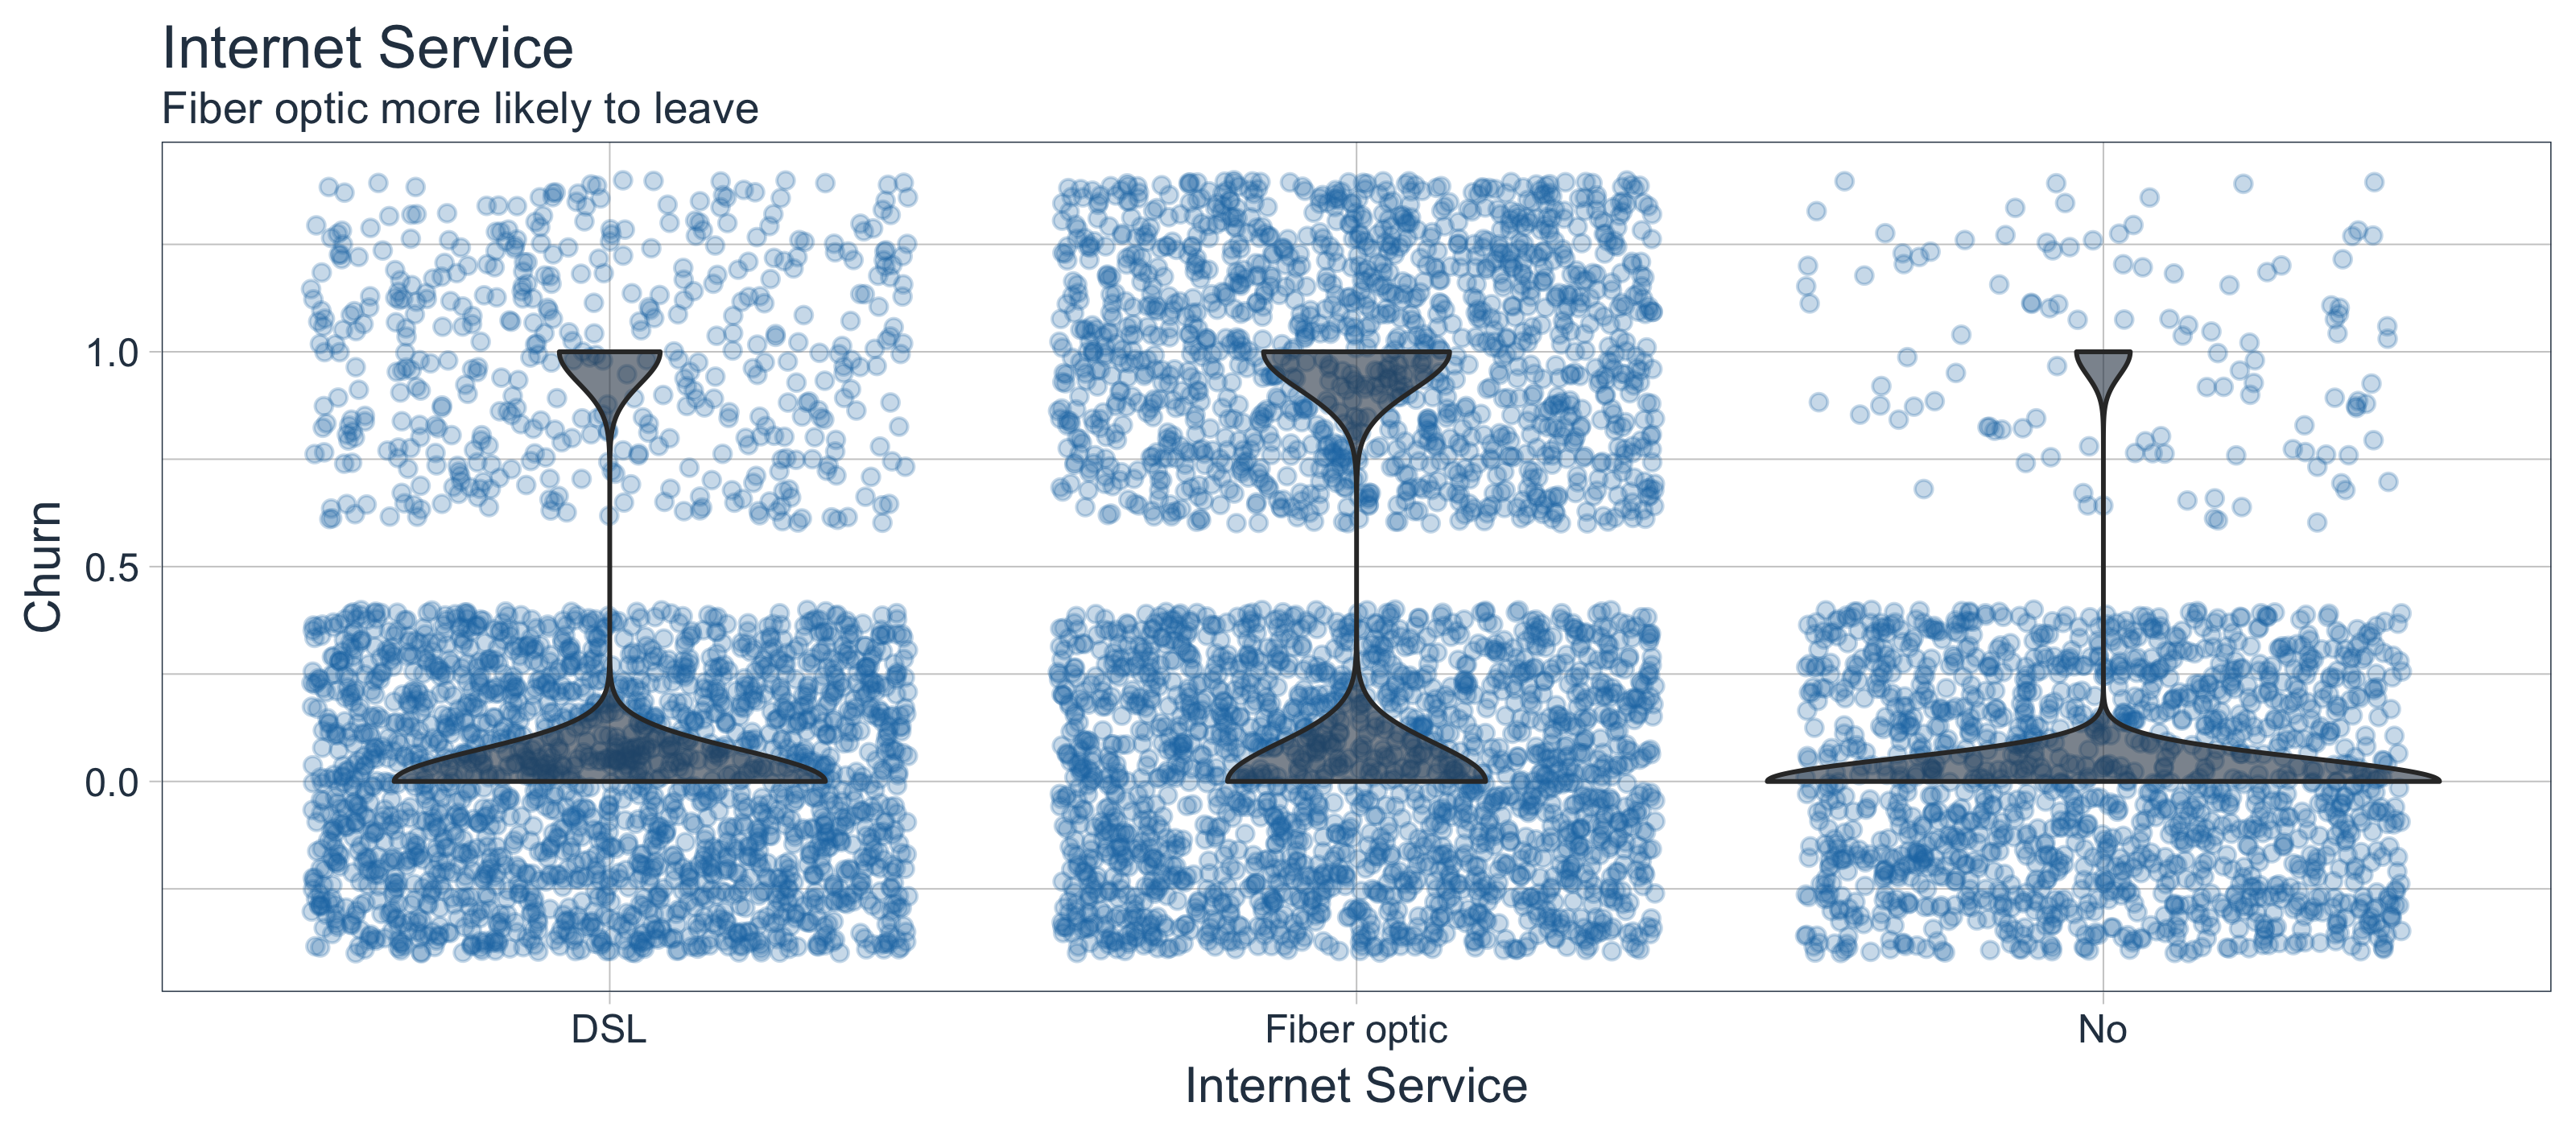 Internet Service
Fiber optic more likely to leave
Churn
1.0
0.5
0.0
DSL
Fiber optic
No
Internet Service